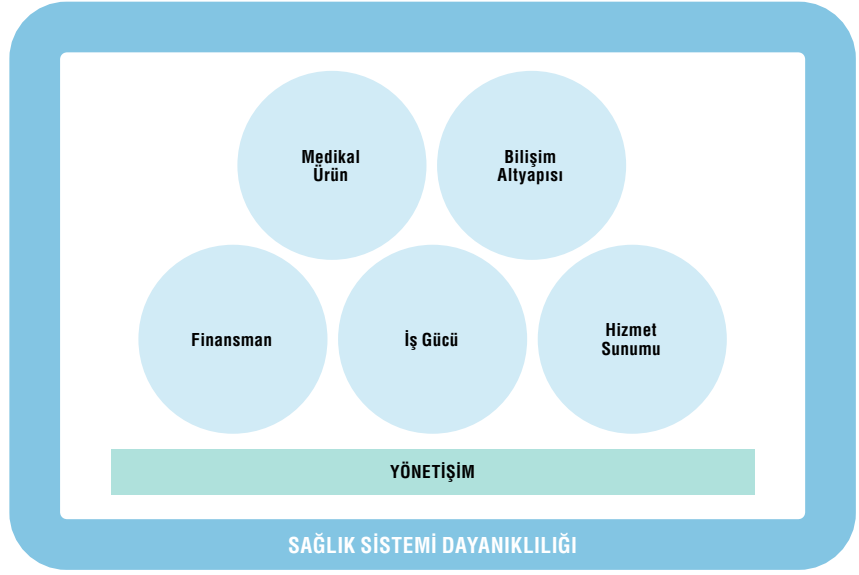 Medikal
Ürün
Bilişim
Altyapısı
Finansman
İş Gücü
Hizmet
Sunumu
YÖNETİŞİM
SAĞLIK SİSTEMİ DAYANIKLILIĞI